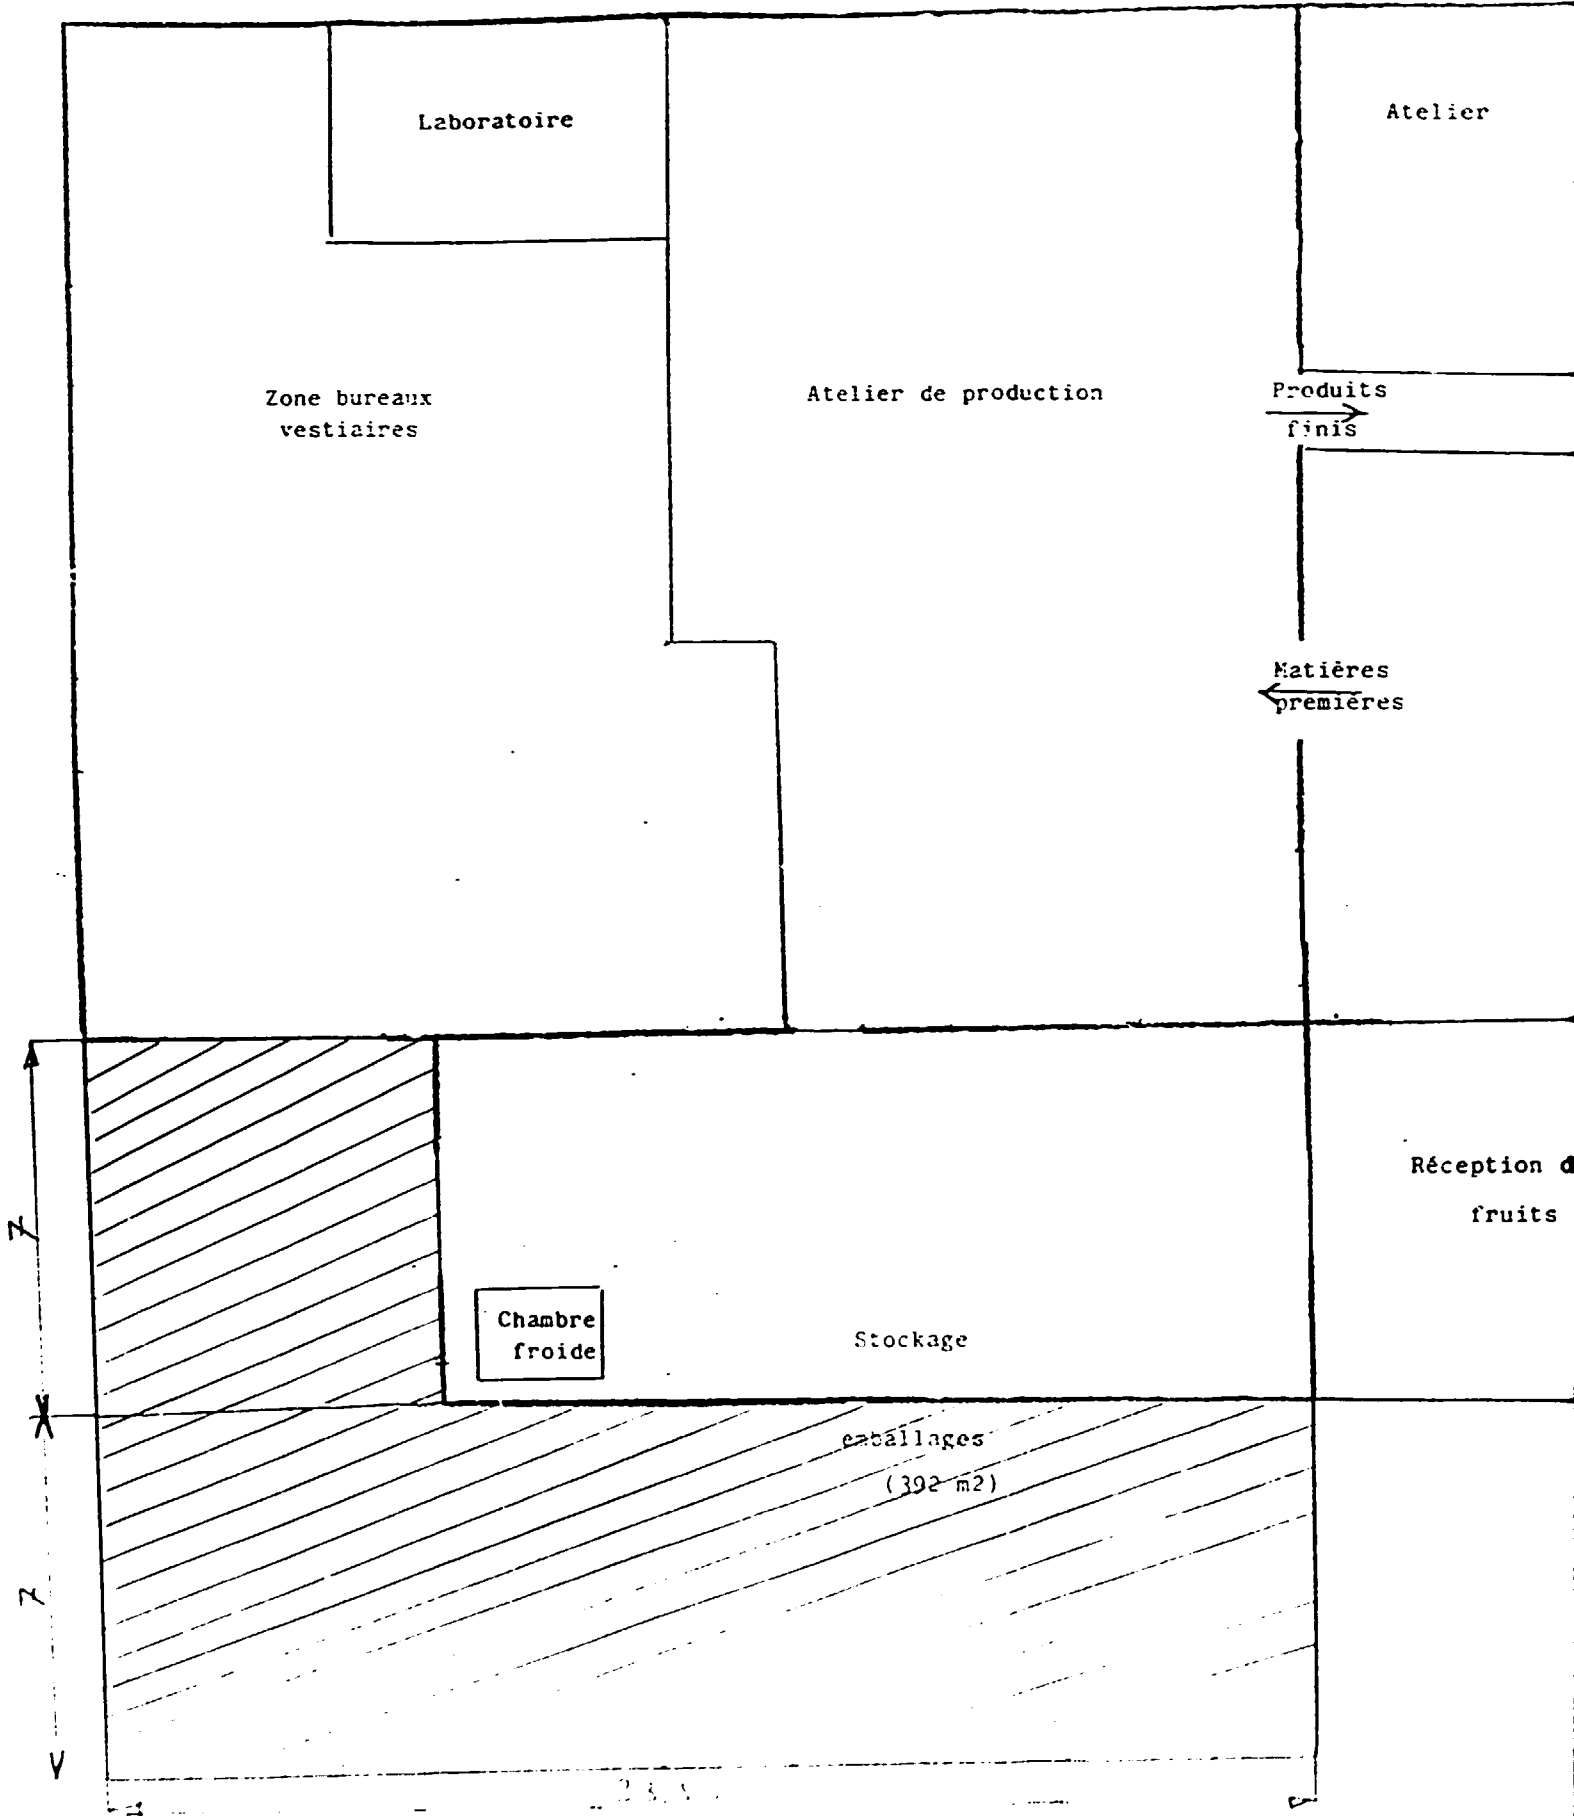 Laboratoire
Atelier
Zone bureaux
vestiaires
Atelier de production
Produits
finis
Matières
premières
Réception d
fruits
7
Chambre
froide
Stockage
emballages
(392 m2)
7